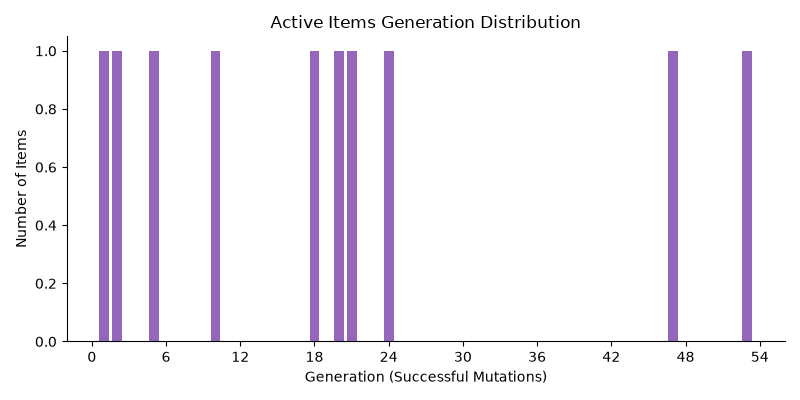 Active Items Generation Distribution
Number of Items
1.0
0.8
0.6
0.4
0.2
0.0
0 6 12 18 24 30 36 42 48 54
Generation (Successful Mutations)